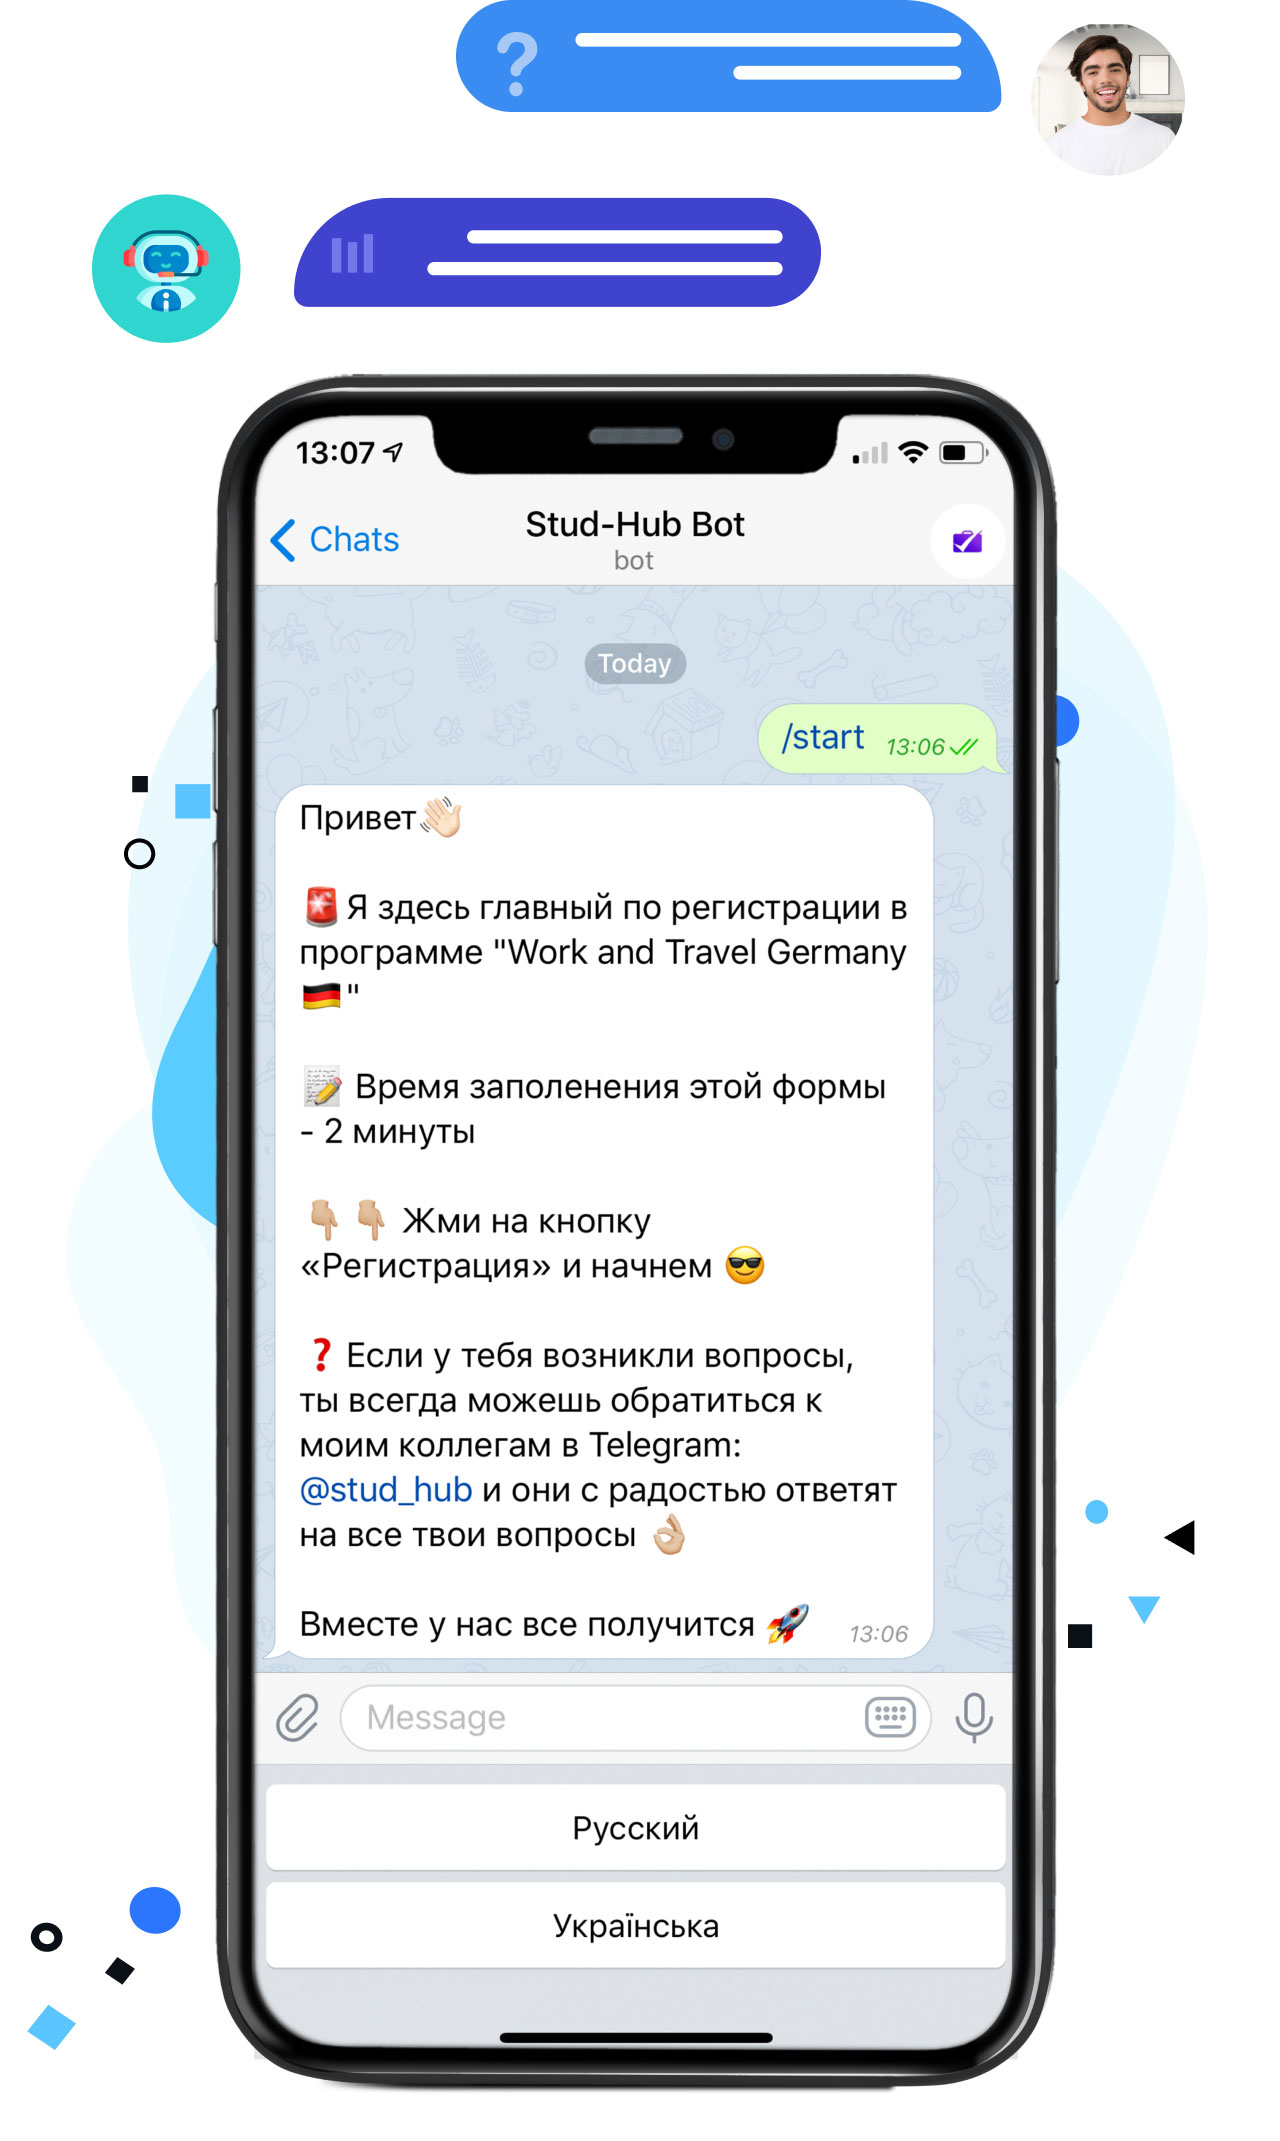 13:07
Chats
Stud-Hub Bot
bot
Today
/start 13:06
Привет👋🏻
🚨 Я здесь главный по регистрации в
программе "Work and Travel Germany
🇩🇪"
📝 Время заполенения этой формы
- 2 минуты
👇🏼 👇🏼 Жми на кнопку
«Регистрация» и начнем 😎
❓ Если у тебя возникли вопросы,
ты всегда можешь обратиться к
моим коллегам в Telegram:
@stud_hub и они с радостью ответят
на все твои вопросы 👌🏼
Вместе у нас все получится 🚀 13:06
Message
Русский
Українська